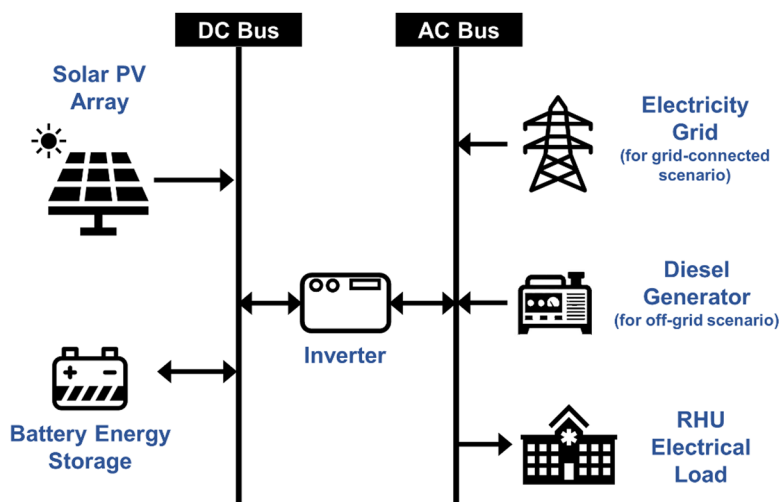 DC Bus
AC Bus
Solar PV
Array
Electricity
Grid
(for grid-connected
scenario)
Diesel
Generator
(for off-grid scenario)
Inverter
Battery Energy
Storage
RHU
Electrical
Load